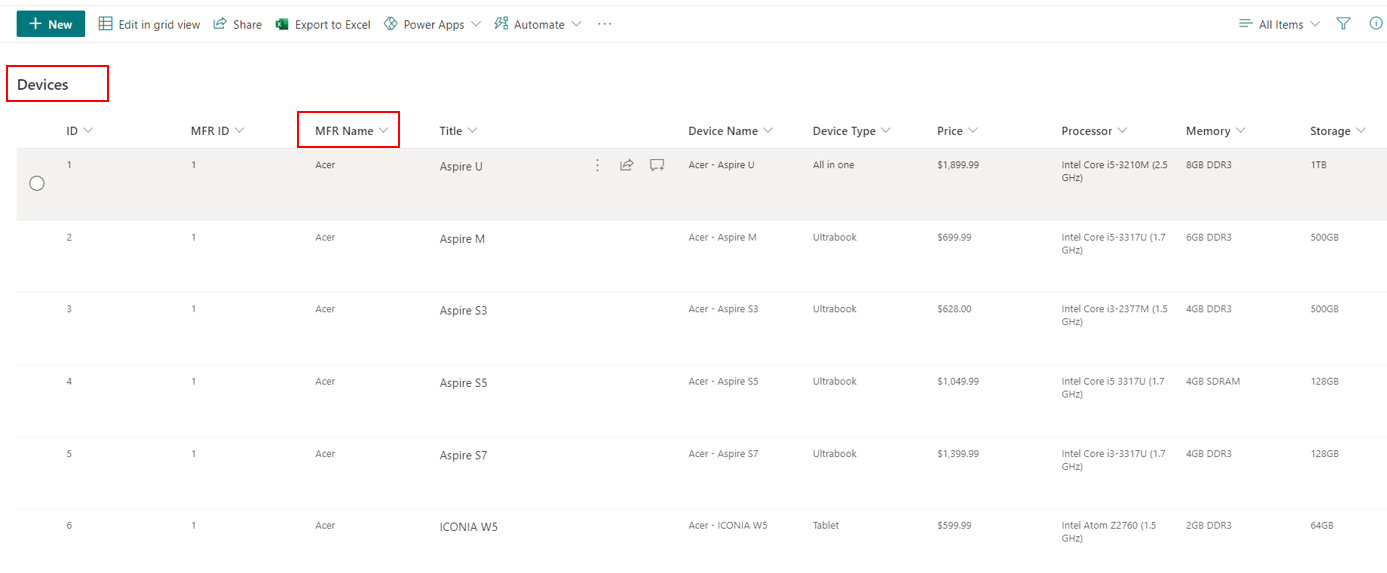 New Edit in grid view Share Export to Excel Power Apps Automate ··· All Items
Devices
ID MFR ID MFR Name Title Device Name Device Type Price Processor Memory Storage
1 1 Acer Aspire U Acer - Aspire U All in one $1,899.99 Intel Core i5-3210M (2.5 8GB DDR3 1TB
GHz)
2 1 Acer Aspire M Acer - Aspire M Ultrabook $699.99 Intel Core i5-3317U (1.7 6GB DDR3 500GB
GHz)
3 1 Acer Aspire S3 Acer - Aspire S3 Ultrabook $628.00 Intel Core i3-2377M (1.5 4GB DDR3 500GB
GHz)
4 1 Acer Aspire S5 Acer - Aspire S5 Ultrabook $1,049.99 Intel Core i5 3317U (1.7 4GB SDRAM 128GB
GHz)
5 1 Acer Aspire S7 Acer - Aspire S7 Ultrabook $1,399.99 Intel Core i3-3317U (1.7 4GB DDR3 128GB
GHz)
6 1 Acer ICONIA W5 Acer - ICONIA W5 Tablet $599.99 Intel Atom Z2760 (1.5 2GB DDR3 64GB
GHz)